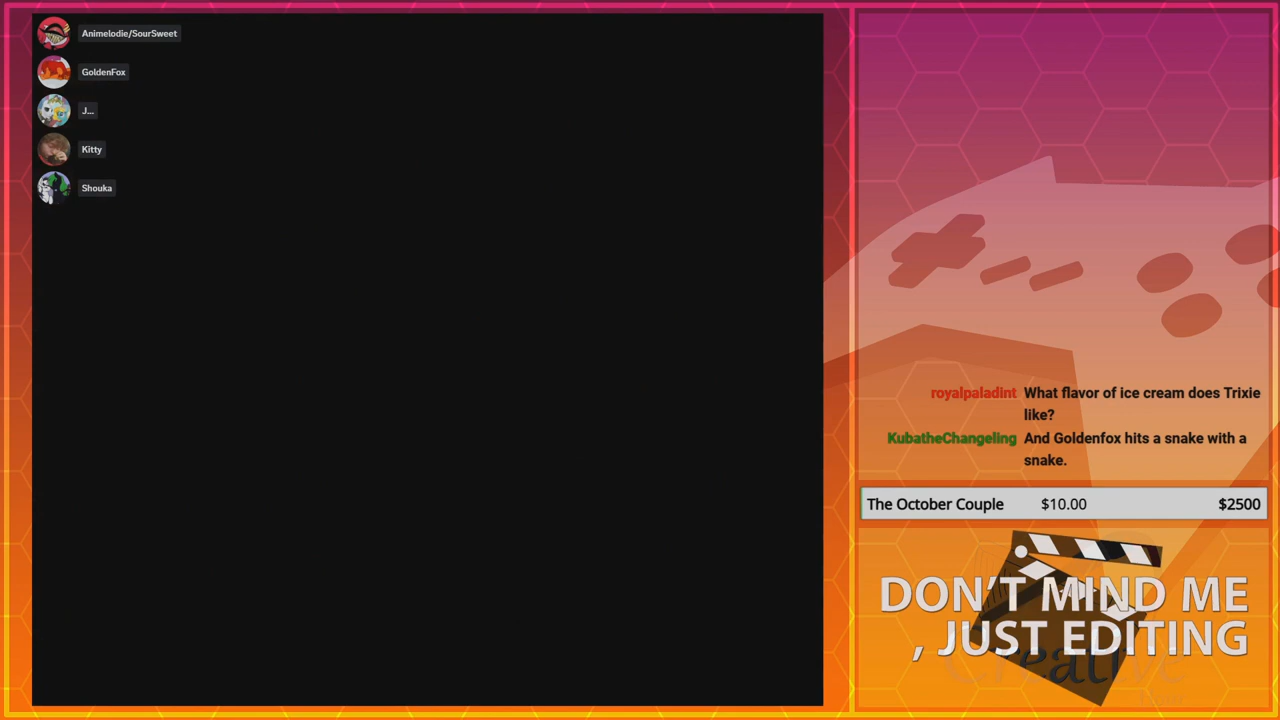 Animelodie/SourSweet
GoldenFox
J...
Kitty
Shouka
royalpaladint What flavor of ice cream does Trixie
like?
KubatheChangeling And Goldenfox hits a snake with a
snake.
The October Couple $10.00 $2500
DON'T MIND ME
, JUST EDITING
Creative